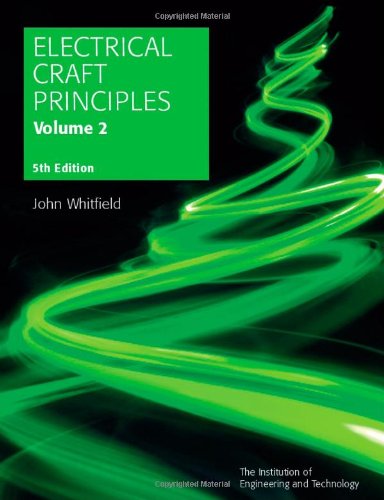 Copyrighted Material
ELECTRICAL
CRAFT
PRINCIPLES
Volume 2
5th Edition
John Whitfield
The Institution of
Engineering and Technology
Copyrighted Material